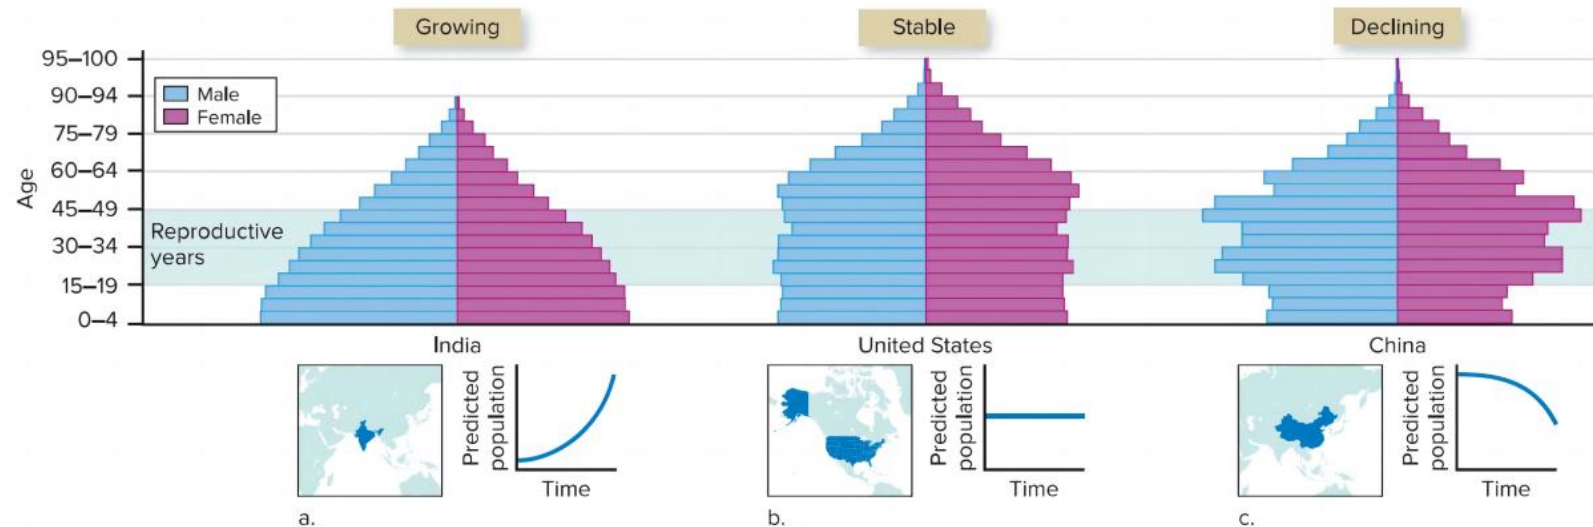 Growing
Stable
Declining
95–100
90–94
75–79
60–64
45–49
30–34
15–19
0–4
Age
Male
Female
Reproductive
years
India
United States
China
Predicted
population
Time
Predicted
population
Time
Predicted
population
Time
a.
b.
c.